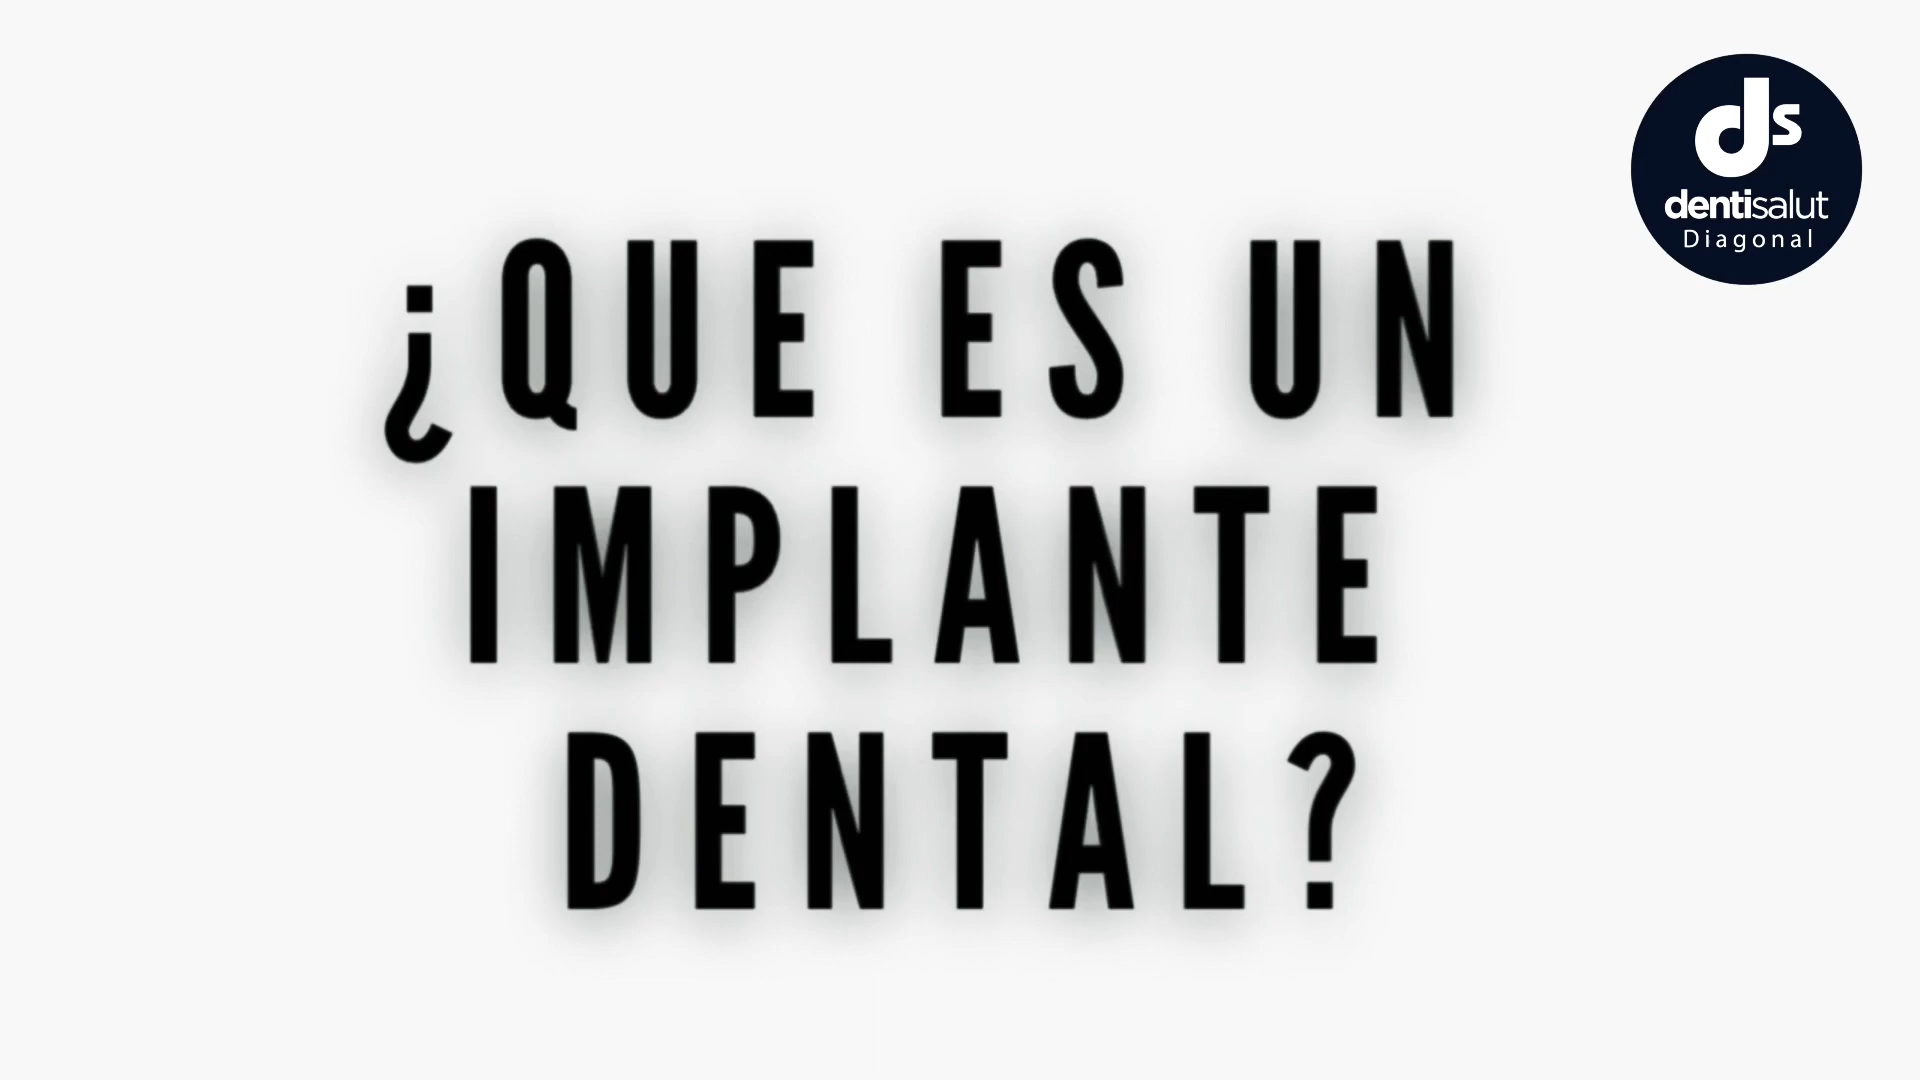 ds
dentisalut
Diagonal
¿QUE ES UN
IMPLANTE
DENTAL?